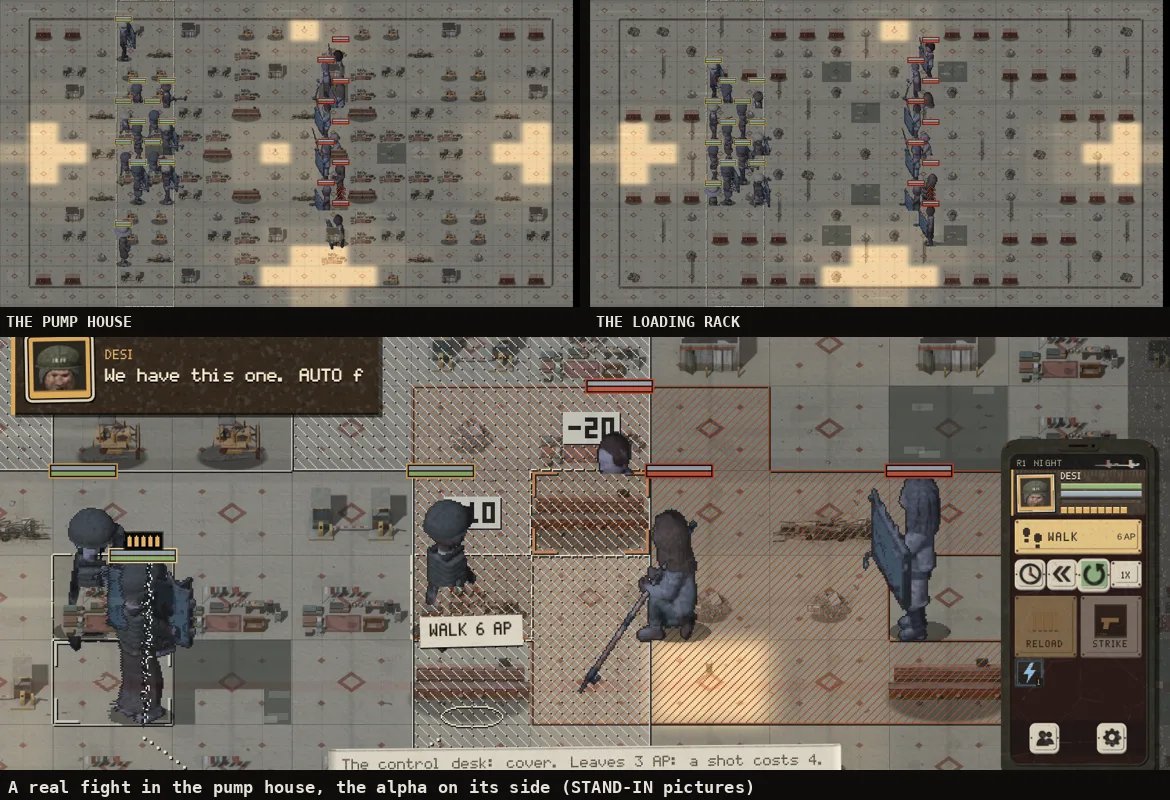 THE PUMP HOUSE
THE LOADING RACK
DESI
We have this one. AUTO f
-20
10
WALK 6 AP
The control desk: cover. Leaves 3 AP: a shot costs 4.
R1 NIGHT
DESI
WALK 6 AP
1X
RELOAD
STRIKE
A real fight in the pump house, the alpha on its side (STAND-IN pictures)